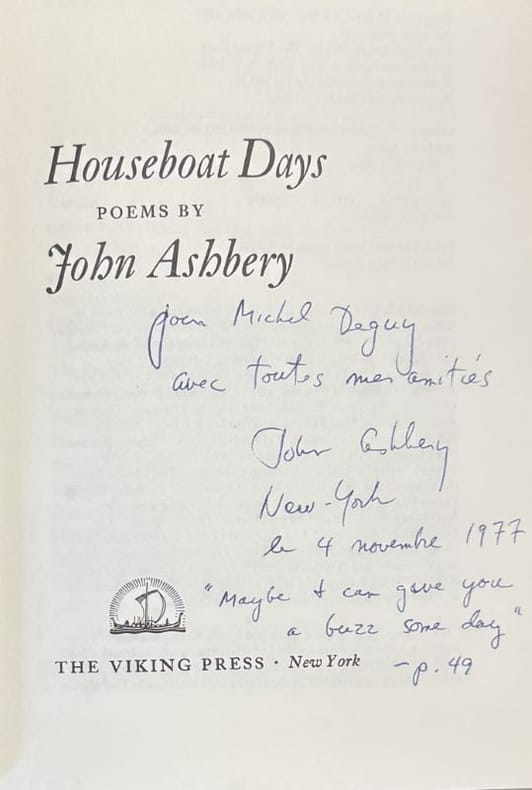 Houseboat Days
POEMS BY
John Ashbery
pour Michel Deguy
avec toutes mes amitiés
John Ashbery
New-York
le 4 novembre 1977
"Maybe I can give you
a buzz some day"
—p. 49
THE VIKING PRESS · New York